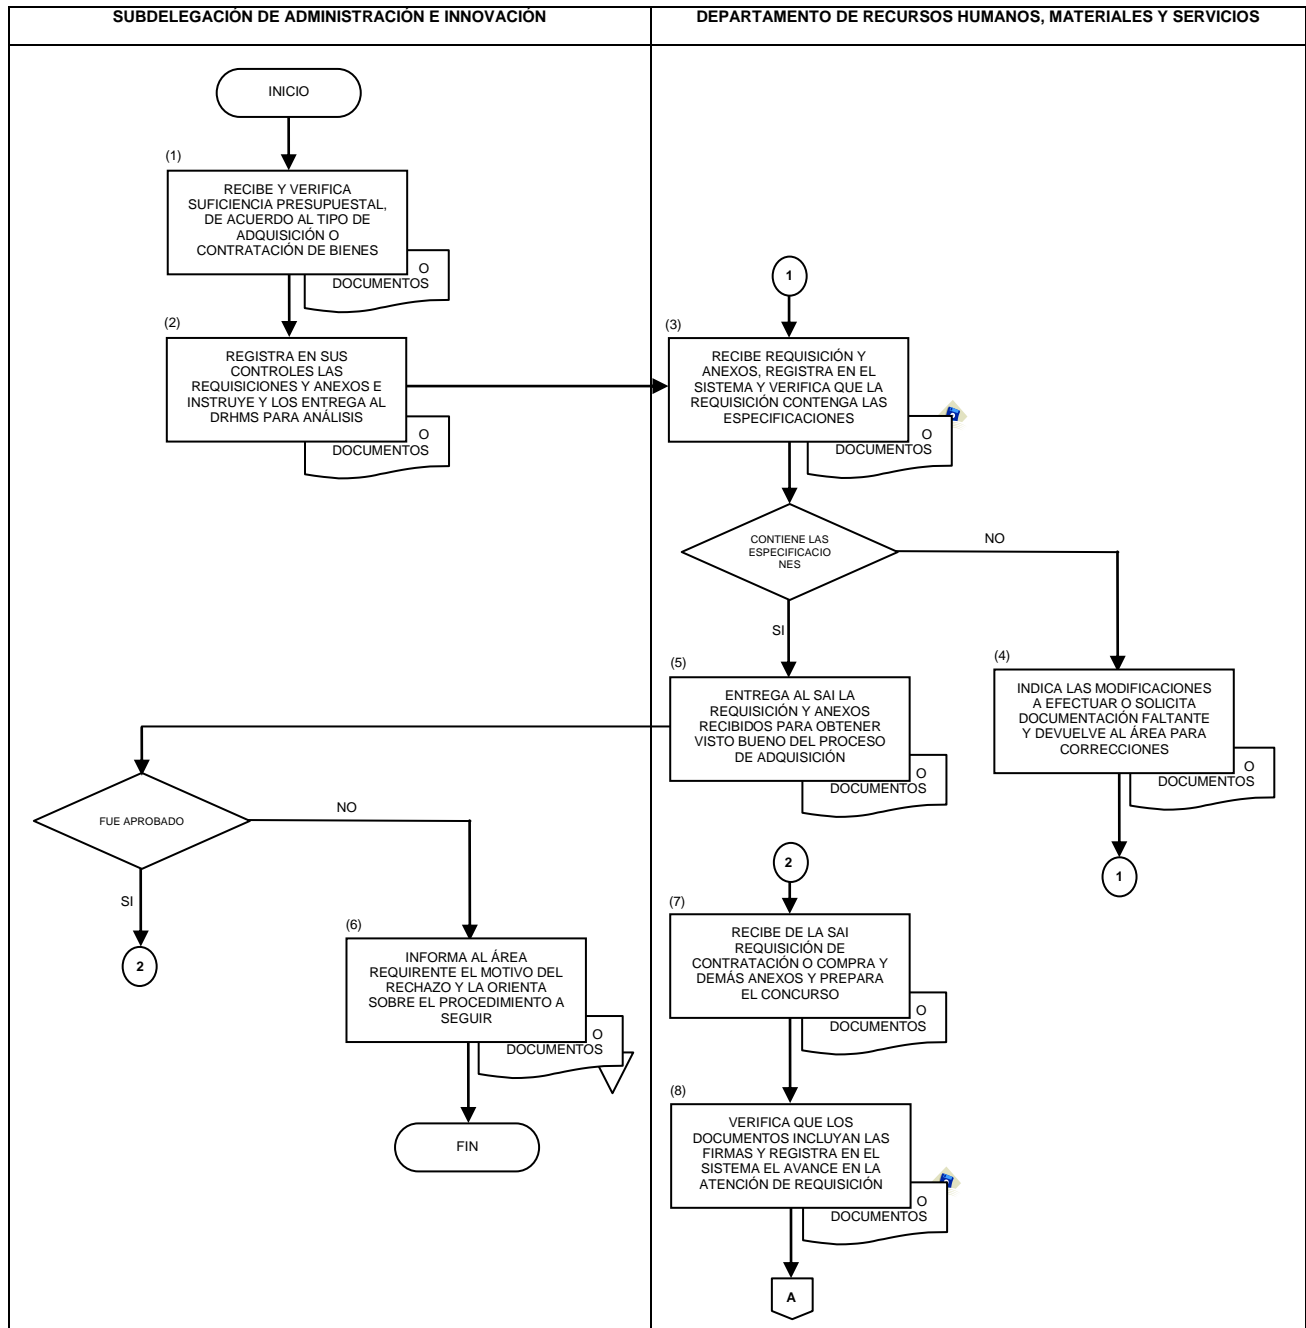 SUBDELEGACIÓN DE ADMINISTRACIÓN E INNOVACIÓN
DEPARTAMENTO DE RECURSOS HUMANOS, MATERIALES Y SERVICIOS
INICIO
(1)
RECIBE Y VERIFICA
SUFICIENCIA PRESUPUESTAL,
DE ACUERDO AL TIPO DE
ADQUISICIÓN O
CONTRATACIÓN DE BIENES
O
DOCUMENTOS
(2)
REGISTRA EN SUS
CONTROLES LAS
REQUISICIONES Y ANEXOS E
INSTRUYE Y LOS ENTREGA AL
DRHMS PARA ANÁLISIS
O
DOCUMENTOS
1
(3)
RECIBE REQUISICIÓN Y
ANEXOS, REGISTRA EN EL
SISTEMA Y VERIFICA QUE LA
REQUISICIÓN CONTENGA LAS
ESPECIFICACIONES
O
DOCUMENTOS
CONTIENE LAS
ESPECIFICACIO
NES
NO
SI
(4)
INDICA LAS MODIFICACIONES
A EFECTUAR O SOLICITA
DOCUMENTACIÓN FALTANTE
Y DEVUELVE AL ÁREA PARA
CORRECCIONES
O
DOCUMENTOS
1
(5)
ENTREGA AL SAI LA
REQUISICIÓN Y ANEXOS
RECIBIDOS PARA OBTENER
VISTO BUENO DEL PROCESO
DE ADQUISICIÓN
O
DOCUMENTOS
FUE APROBADO
NO
SI
2
(6)
INFORMA AL ÁREA
REQUIRENTE EL MOTIVO DEL
RECHAZO Y LA ORIENTA
SOBRE EL PROCEDIMIENTO A
SEGUIR
O
DOCUMENTOS
FIN
2
(7)
RECIBE DE LA SAI
REQUISICIÓN DE
CONTRATACIÓN O COMPRA Y
DEMÁS ANEXOS Y PREPARA
EL CONCURSO
O
DOCUMENTOS
(8)
VERIFICA QUE LOS
DOCUMENTOS INCLUYAN LAS
FIRMAS Y REGISTRA EN EL
SISTEMA EL AVANCE EN LA
ATENCIÓN DE REQUISICIÓN
O
DOCUMENTOS
A